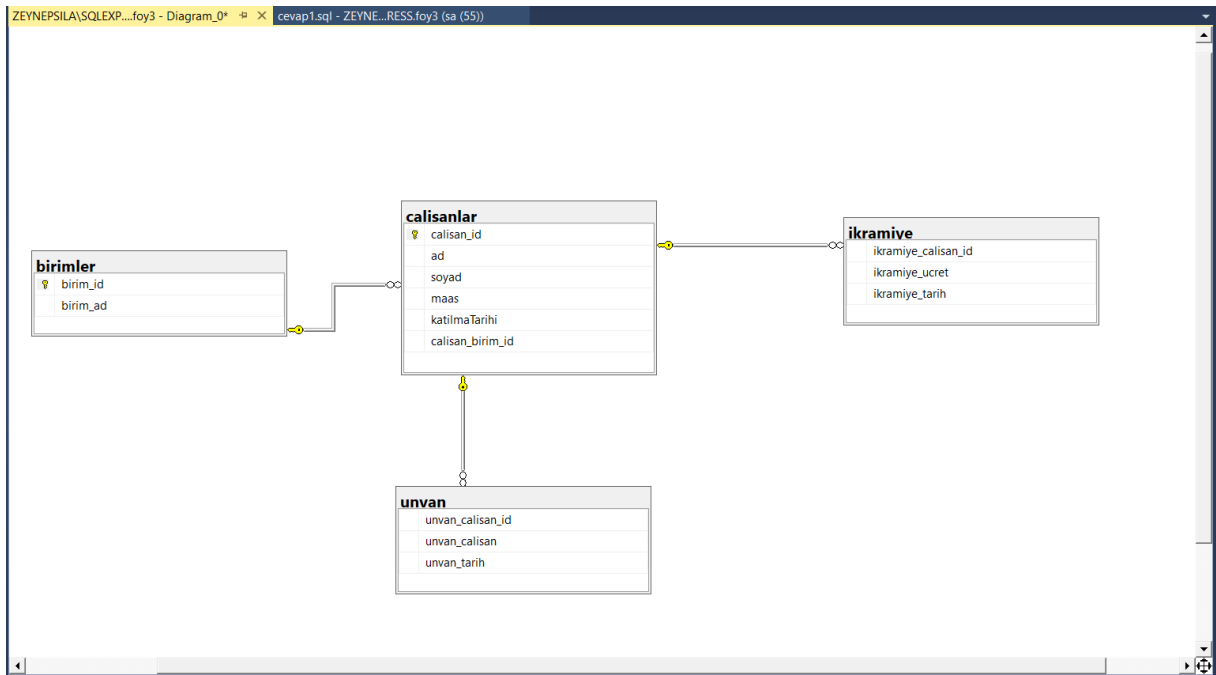 ZEYNEPSILA\SQLEXP....foy3 - Diagram_0*
cevap1.sql - ZEYNE...RESS.foy3 (sa (55))
birimler
birim_id
birim_ad
calisanlar
calisan_id
ad
soyad
maas
katilmaTarihi
calisan_birim_id
ikramiye
ikramiye_calisan_id
ikramiye_ucret
ikramiye_tarih
unvan
unvan_calisan_id
unvan_calisan
unvan_tarih